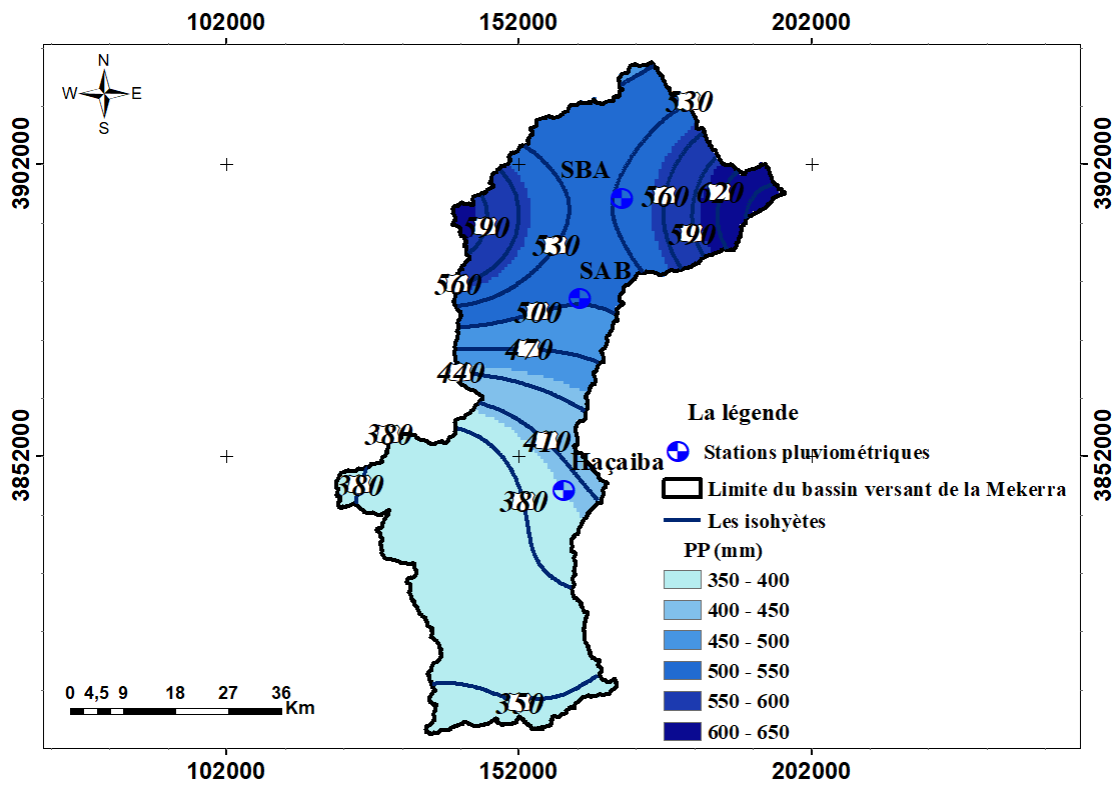 102000 152000 202000
N
W E
S
3902000 3902000
530
SBA
560 620
590 590
530
SAB
560
500
470
440
La légende
380 410
3852000 3852000
Stations pluviométriques
Haçaiba
380 380
Limite du bassin versant de la Mekerra
Les isohyètes
PP (mm)
350 - 400
400 - 450
450 - 500
500 - 550
550 - 600
600 - 650
0 4,5 9 18 27 36
Km
350
102000 152000 202000